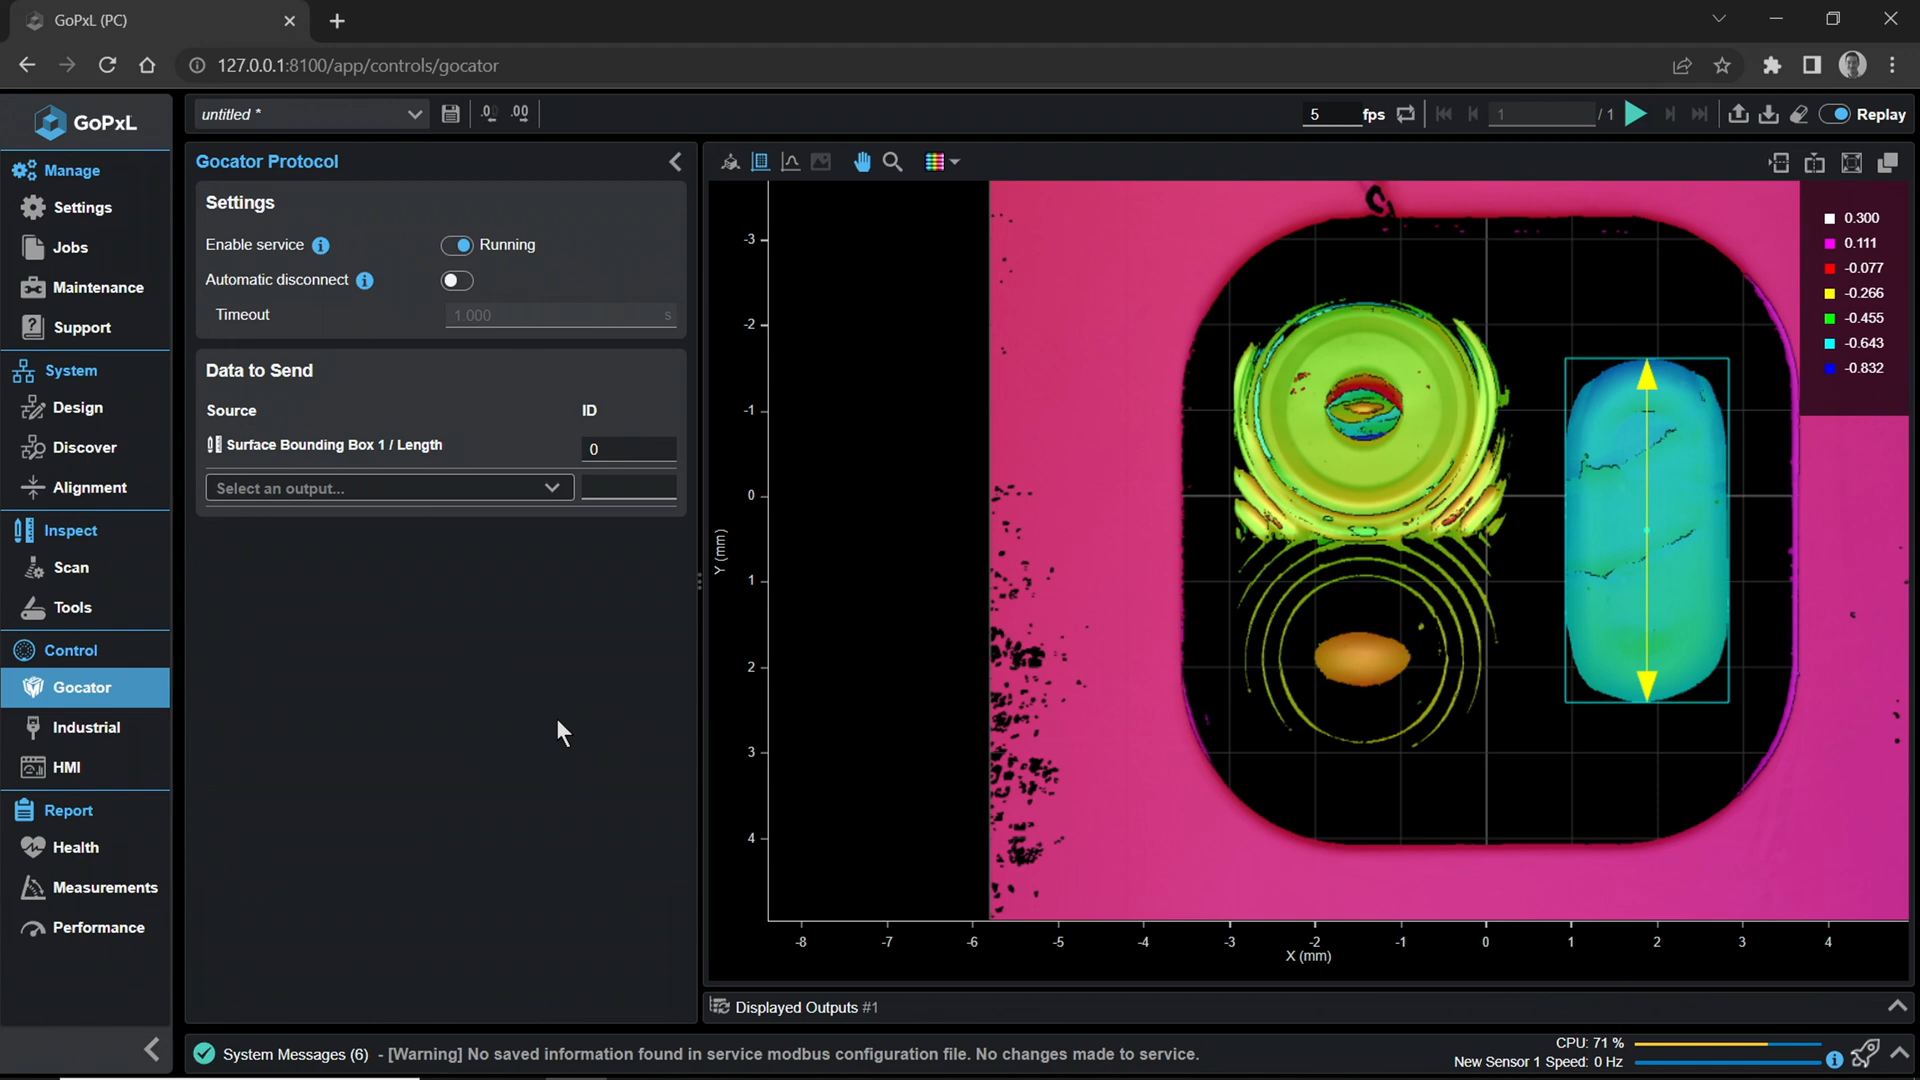 GoPxL (PC)
127.0.0.1:8100/app/controls/gocator
GoPxL
untitled *
5 fps
1 / 1
Replay
Manage
Settings
Jobs
Maintenance
Support
System
Design
Discover
Alignment
Inspect
Scan
Tools
Control
Gocator
Industrial
HMI
Report
Health
Measurements
Performance
Gocator Protocol
Settings
Enable service
Running
Automatic disconnect
Timeout
1.000 s
Data to Send
Source ID
Surface Bounding Box 1 / Length 0
Select an output...
0.300
0.111
-0.077
-0.266
-0.455
-0.643
-0.832
-3
-2
-1
0
1
2
3
4
Y (mm)
-8 -7 -6 -5 -4 -3 -2 -1 0 1 2 3 4
X (mm)
Displayed Outputs #1
System Messages (6) - [Warning] No saved information found in service modbus configuration file. No changes made to service.
CPU: 71 %
New Sensor 1 Speed: 0 Hz